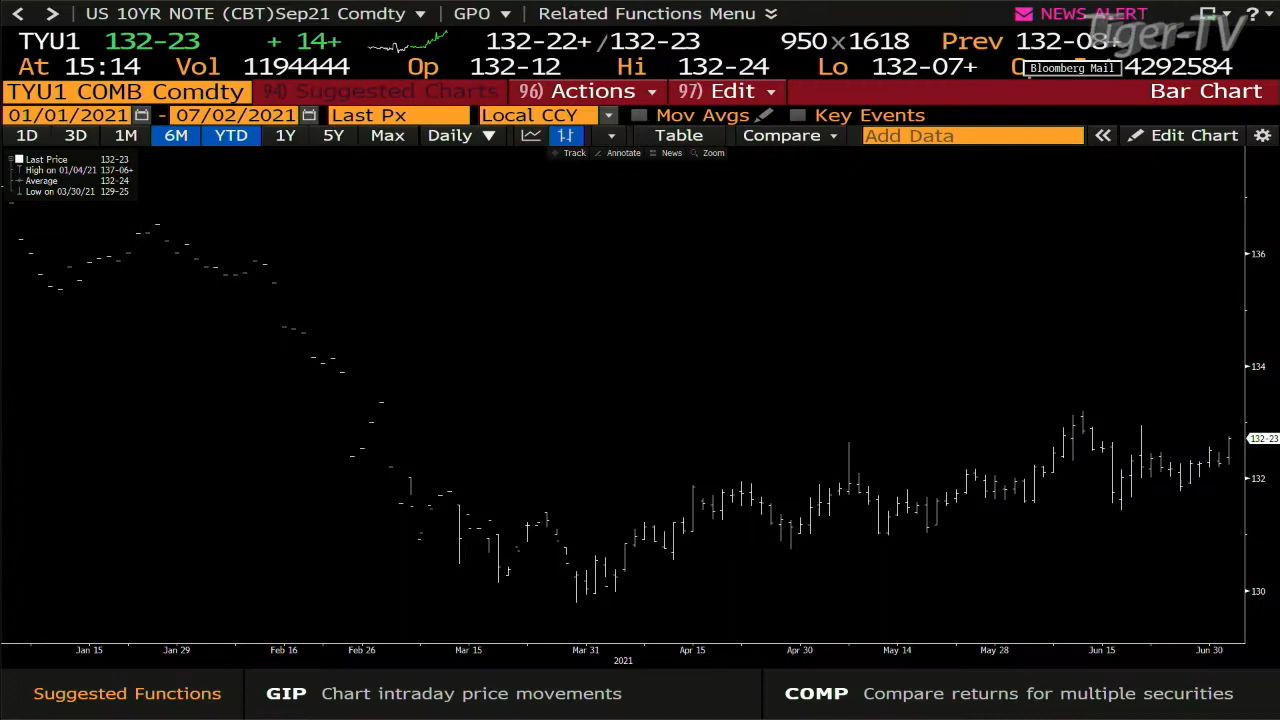 US 10YR NOTE (CBT)Sep21 Comdty GPO Related Functions Menu NEWS ALERT ?
Tiger-TV
TYU1 132-23 + 14+ 132-22+/132-23 950x1618 Prev 132-08+
Bloomberg Mail
At 15:14 Vol 1194444 Op 132-12 Hi 132-24 Lo 132-07+ 4292584
TYU1 COMB Comdty 94) Suggested Charts 96) Actions 97) Edit Bar Chart
01/01/2021 - 07/02/2021 Last Px Local CCY Mov Avgs Key Events
1D 3D 1M 6M YTD 1Y 5Y Max Daily Table Compare Add Data Edit Chart
Track Annotate News Zoom
Last Price 132-23
High on 01/04/21 137-06+
Average 132-24
Low on 03/30/21 129-25
136
134
132-23
132
130
Jan 15 Jan 29 Feb 16 Feb 26 Mar 15 Mar 31 Apr 15 Apr 30 May 14 May 28 Jun 15 Jun 30
2021
Suggested Functions GIP Chart intraday price movements COMP Compare returns for multiple securities